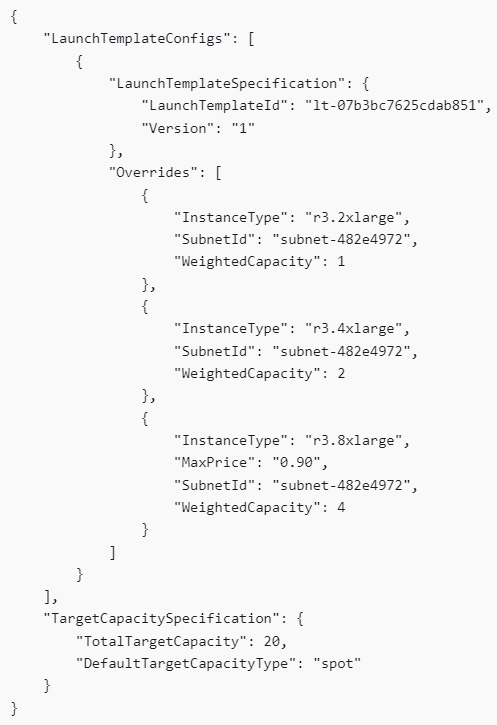 {
    "LaunchTemplateConfigs": [
        {
            "LaunchTemplateSpecification": {
                "LaunchTemplateId": "lt-07b3bc7625cdab851",
                "Version": "1"
            },
            "Overrides": [
                {
                    "InstanceType": "r3.2xlarge",
                    "SubnetId": "subnet-482e4972",
                    "WeightedCapacity": 1
                },
                {
                    "InstanceType": "r3.4xlarge",
                    "SubnetId": "subnet-482e4972",
                    "WeightedCapacity": 2
                },
                {
                    "InstanceType": "r3.8xlarge",
                    "MaxPrice": "0.90",
                    "SubnetId": "subnet-482e4972",
                    "WeightedCapacity": 4
                }
            ]
        }
    ],
    "TargetCapacitySpecification": {
        "TotalTargetCapacity": 20,
        "DefaultTargetCapacityType": "spot"
    }
}